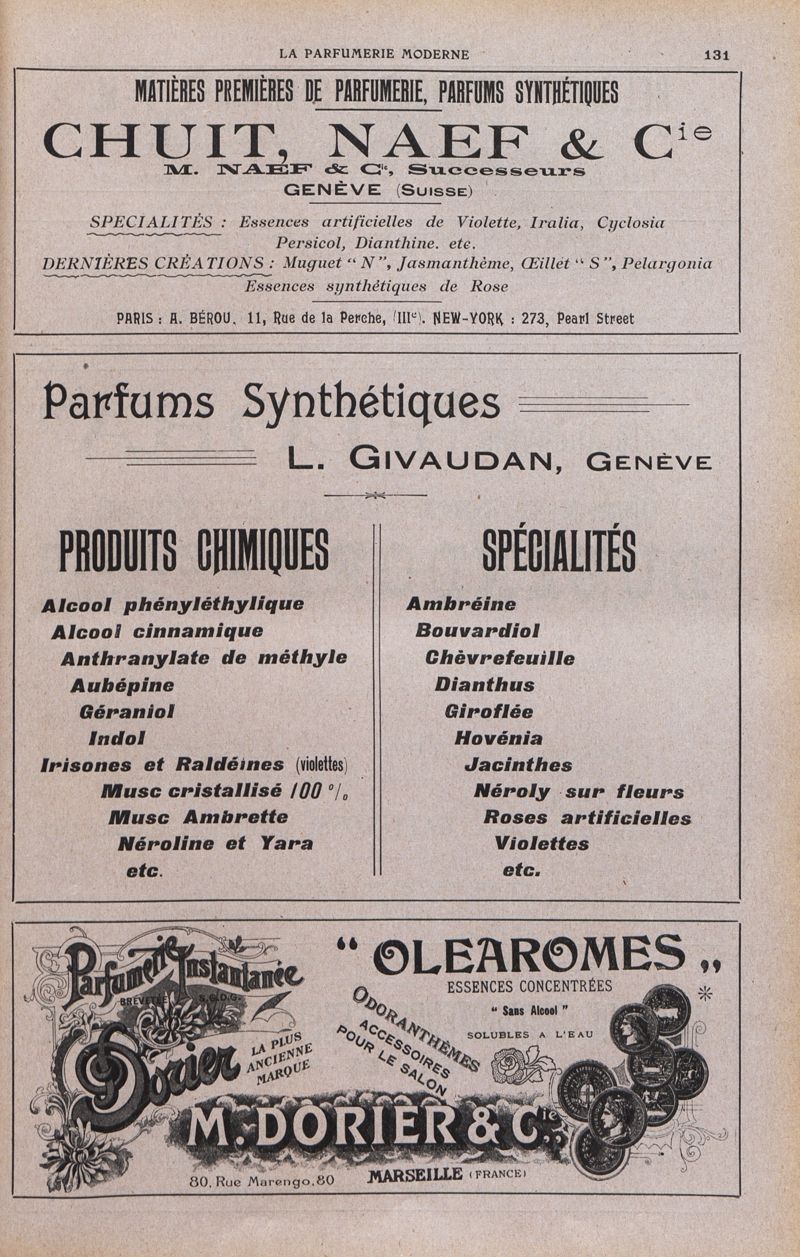 LA PARFUMERIE MODERNE 131
MATIÈRES PREMIÈRES DE PARFUMERIE, PARFUMS SYNTHÉTIQUES
CHUIT, NAEF & Cie
M. NAEF & Cie, Successeurs
GENÈVE (SUISSE)
SPECIALITÉS : Essences artificielles de Violette, Iralia, Cyclosia
Persicol, Dianthine. etc.
DERNIÈRES CRÉATIONS : Muguet “ N ”, Jasmanthème, Œillet “ S ”, Pelargonia
Essences synthétiques de Rose
PARIS : A. BÉROU, 11, Rue de la Perche, (IIIe). NEW-YORK : 273, Pearl Street
Parfums Synthétiques
L. GIVAUDAN, GENÈVE
PRODUITS CHIMIQUES
Alcool phényléthylique
Alcool cinnamique
Anthranylate de méthyle
Aubépine
Géraniol
Indol
Irisones et Raldéines (violettes)
Musc cristallisé 100 %
Musc Ambrette
Néroline et Yara
etc.
SPÉCIALITÉS
Ambréine
Bouvardiol
Chèvrefeuille
Dianthus
Giroflée
Hovénia
Jacinthes
Néroly sur fleurs
Roses artificielles
Violettes
etc.
Parfumerie Instantanée
BREVETÉE S.G.D.G.
Dorier
LA PLUS
ANCIENNE
MARQUE
“ OLEAROMES „
ESSENCES CONCENTRÉES
“ Sans Alcool ”
SOLUBLES A L'EAU
ODORANTHÈMES
ACCESSOIRES
POUR LE SALON
M. DORIER & Cie
80, Rue Marengo, 80 MARSEILLE (FRANCE)